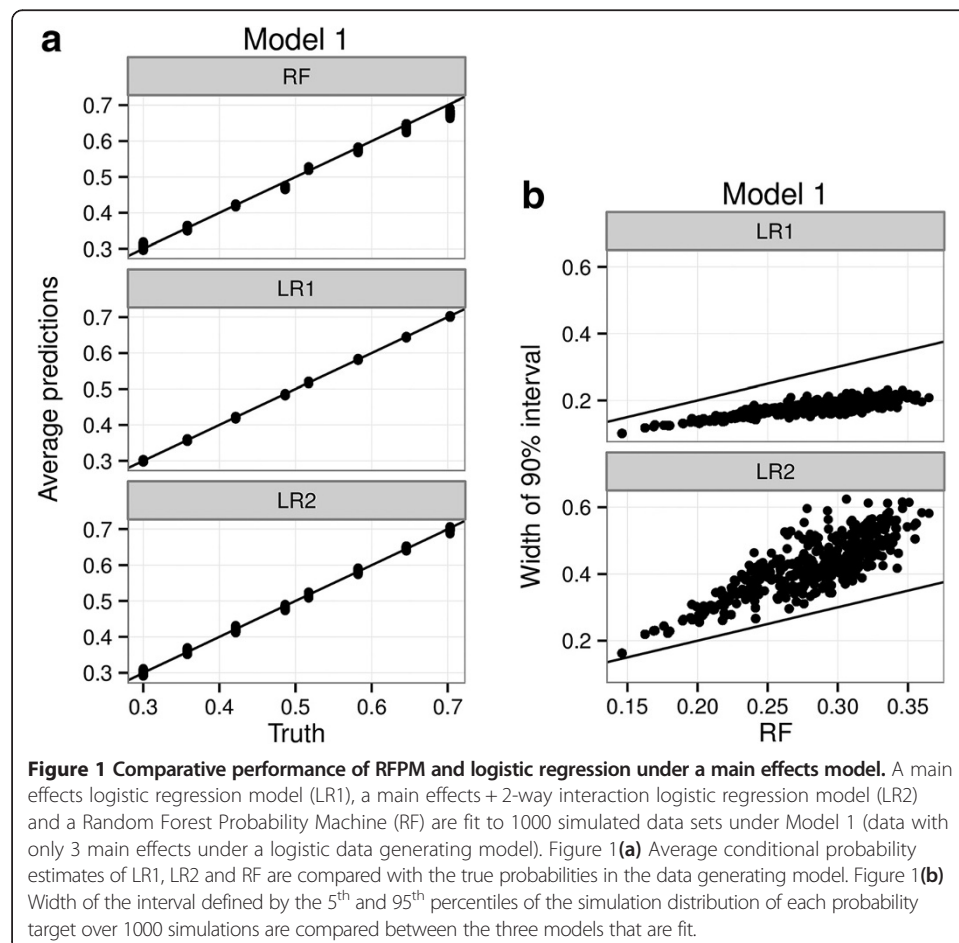 a
Model 1
RF
0.7
0.6
0.5
0.4
0.3
LR1
0.7
0.6
0.5
0.4
0.3
LR2
0.7
0.6
0.5
0.4
0.3
Average predictions
0.3 0.4 0.5 0.6 0.7
Truth
b
Model 1
LR1
0.6
0.4
0.2
LR2
0.6
0.4
0.2
Width of 90% interval
0.15 0.20 0.25 0.30 0.35
RF
Figure 1 Comparative performance of RFPM and logistic regression under a main effects model. A main
effects logistic regression model (LR1), a main effects + 2-way interaction logistic regression model (LR2)
and a Random Forest Probability Machine (RF) are fit to 1000 simulated data sets under Model 1 (data with
only 3 main effects under a logistic data generating model). Figure 1(a) Average conditional probability
estimates of LR1, LR2 and RF are compared with the true probabilities in the data generating model. Figure 1(b)
Width of the interval defined by the 5th and 95th percentiles of the simulation distribution of each probability
target over 1000 simulations are compared between the three models that are fit.